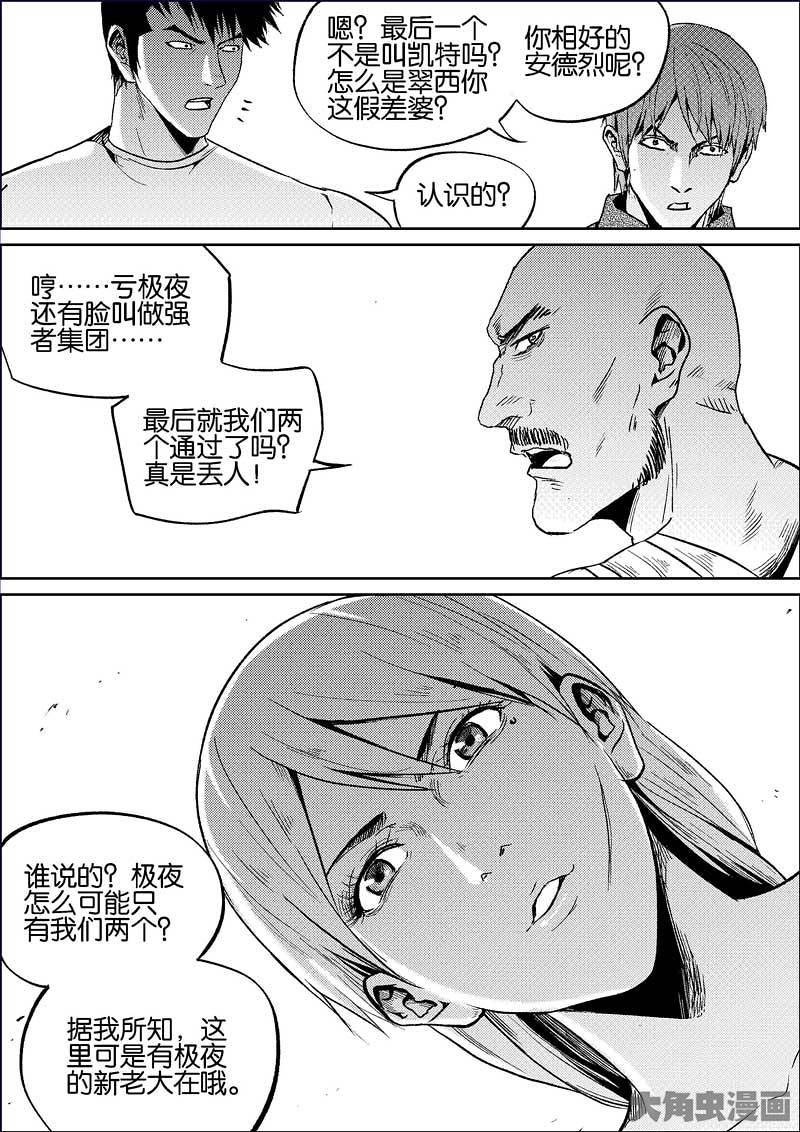 嗯？最后一个
不是叫凯特吗？
怎么是翠西你
这假差婆？
你相好的
安德烈呢？
认识的？
哼……亏极夜
还有脸叫做强
者集团……
最后就我们两
个通过了吗？
真是丢人！
谁说的？极夜
怎么可能只
有我们两个？
据我所知，这
里可是有极夜
的新老大在哦。
大角虫漫画